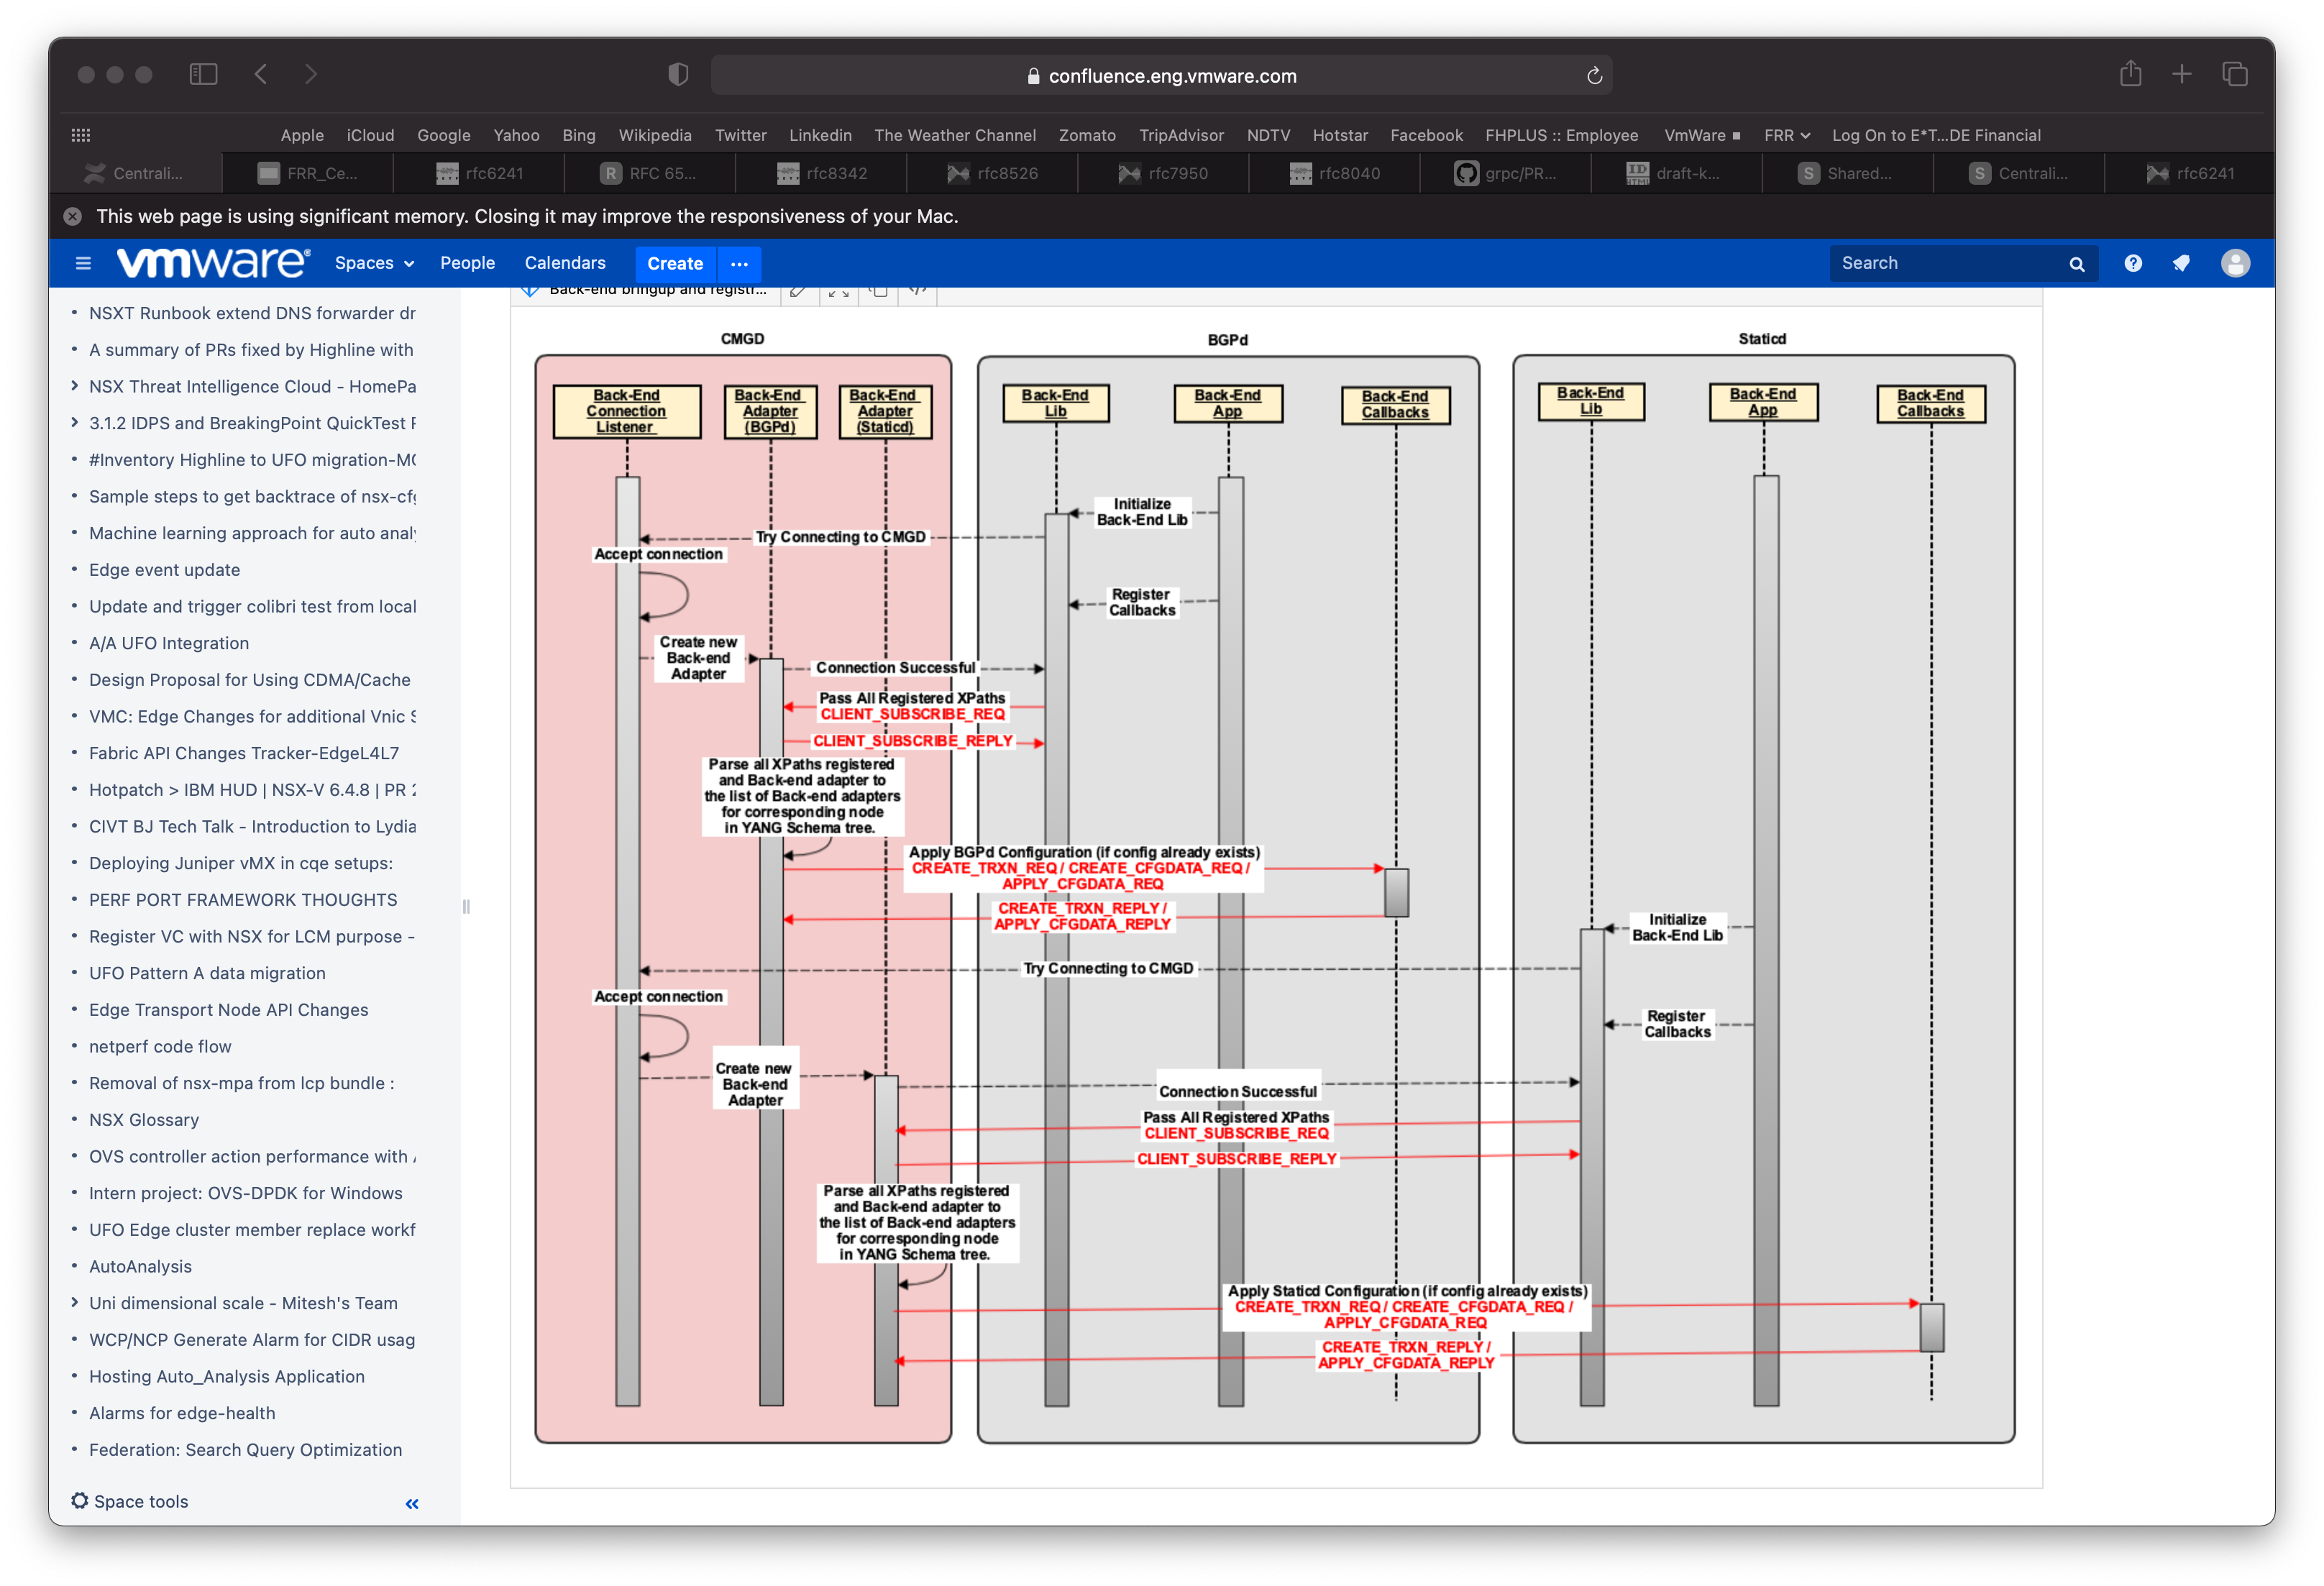 confluence.eng.vmware.com
Apple iCloud Google Yahoo Bing Wikipedia Twitter Linkedin The Weather Channel Zomato TripAdvisor NDTV Hotstar Facebook FHPLUS :: Employee VmWare FRR Log On to E*T...DE Financial
Centrali... FRR_Ce... rfc6241 R RFC 65... rfc8342 rfc8526 rfc7950 rfc8040 grpc/PR... ID HTML draft-k... S Shared... S Centrali... rfc6241
This web page is using significant memory. Closing it may improve the responsiveness of your Mac.
vmware® Spaces People Calendars Create ... Search
NSXT Runbook extend DNS forwarder dr
A summary of PRs fixed by Highline with
NSX Threat Intelligence Cloud - HomePa
3.1.2 IDPS and BreakingPoint QuickTest
#Inventory Highline to UFO migration-M
Sample steps to get backtrace of nsx-cf
Machine learning approach for auto anal
Edge event update
Update and trigger colibri test from local
A/A UFO Integration
Design Proposal for Using CDMA/Cache
VMC: Edge Changes for additional Vnic
Fabric API Changes Tracker-EdgeL4L7
Hotpatch > IBM HUD | NSX-V 6.4.8 | PR
CIVT BJ Tech Talk - Introduction to Lydia
Deploying Juniper vMX in cqe setups:
PERF PORT FRAMEWORK THOUGHTS
Register VC with NSX for LCM purpose -
UFO Pattern A data migration
Edge Transport Node API Changes
netperf code flow
Removal of nsx-mpa from lcp bundle :
NSX Glossary
OVS controller action performance with
Intern project: OVS-DPDK for Windows
UFO Edge cluster member replace workf
AutoAnalysis
Uni dimensional scale - Mitesh's Team
WCP/NCP Generate Alarm for CIDR usag
Hosting Auto_Analysis Application
Alarms for edge-health
Federation: Search Query Optimization
Space tools
Back-end bringup and registr...
CMGD
BGPd
Staticd
Back-End
Connection
Listener
Back-End
Adapter
(BGPd)
Back-End
Adapter
(Staticd)
Back-End
Lib
Back-End
App
Back-End
Callbacks
Back-End
Lib
Back-End
App
Back-End
Callbacks
Initialize
Back-End Lib
Try Connecting to CMGD
Accept connection
Register
Callbacks
Create new
Back-end
Adapter
Connection Successful
Pass All Registered XPaths
CLIENT_SUBSCRIBE_REQ
CLIENT_SUBSCRIBE_REPLY
Parse all XPaths registered
and Back-end adapter to
the list of Back-end adapters
for corresponding node
in YANG Schema tree.
Apply BGPd Configuration (if config already exists)
CREATE_TRXN_REQ / CREATE_CFGDATA_REQ /
APPLY_CFGDATA_REQ
CREATE_TRXN_REPLY /
APPLY_CFGDATA_REPLY
Initialize
Back-End Lib
Try Connecting to CMGD
Accept connection
Register
Callbacks
Create new
Back-end
Adapter
Connection Successful
Pass All Registered XPaths
CLIENT_SUBSCRIBE_REQ
CLIENT_SUBSCRIBE_REPLY
Parse all XPaths registered
and Back-end adapter to
the list of Back-end adapters
for corresponding node
in YANG Schema tree.
Apply Staticd Configuration (if config already exists)
CREATE_TRXN_REQ / CREATE_CFGDATA_REQ /
APPLY_CFGDATA_REQ
CREATE_TRXN_REPLY /
APPLY_CFGDATA_REPLY